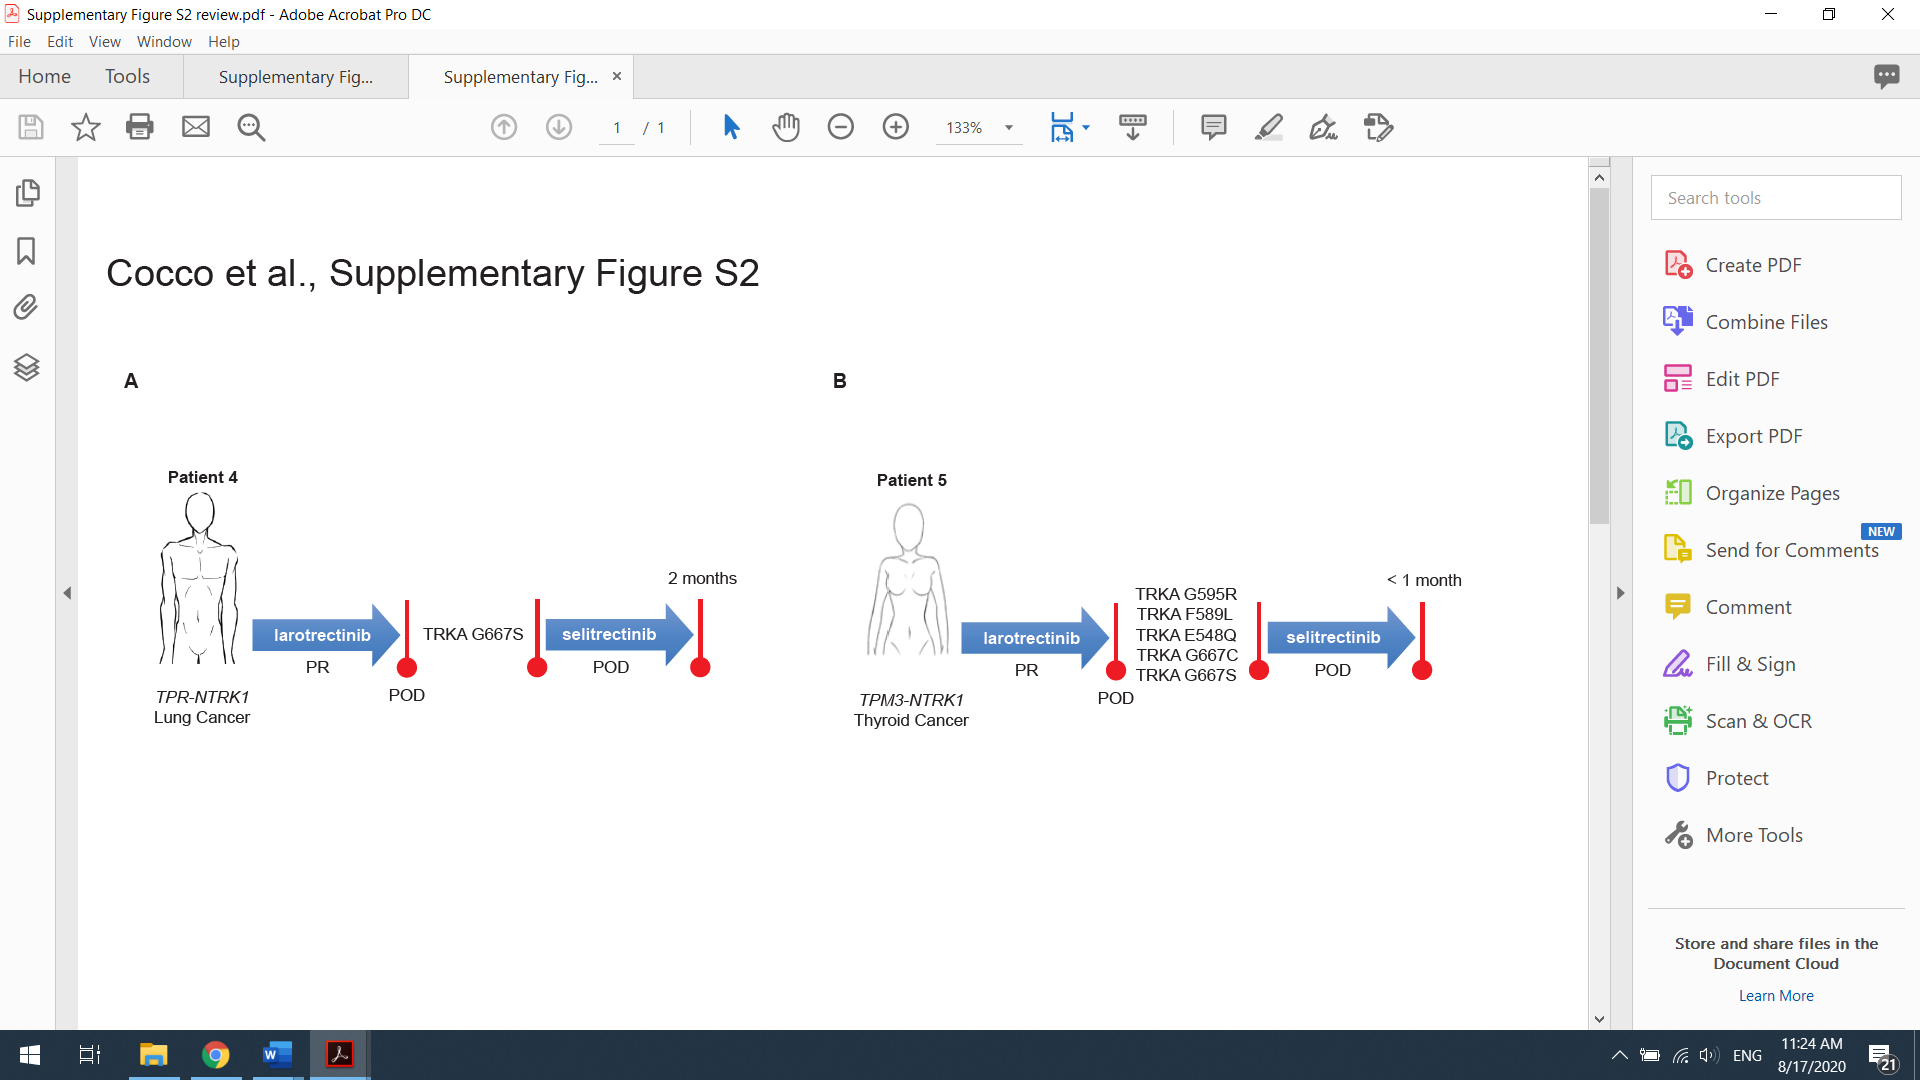 Supplementary Figure S2 review.pdf - Adobe Acrobat Pro DC
File Edit View Window Help
Home Tools Supplementary Fig... Supplementary Fig... ×
1 / 1 133%
Search tools
Create PDF
Combine Files
Edit PDF
Export PDF
Organize Pages
NEW
Send for Comments
Comment
Fill & Sign
Scan & OCR
Protect
More Tools
Store and share files in the
Document Cloud
Learn More
Cocco et al., Supplementary Figure S2
A
Patient 4
TPR-NTRK1
Lung Cancer
larotrectinib
PR
POD
TRKA G667S
selitrectinib
POD
2 months
B
Patient 5
TPM3-NTRK1
Thyroid Cancer
larotrectinib
PR
POD
TRKA G595R
TRKA F589L
TRKA E548Q
TRKA G667C
TRKA G667S
selitrectinib
POD
< 1 month
ENG
11:24 AM
8/17/2020
21